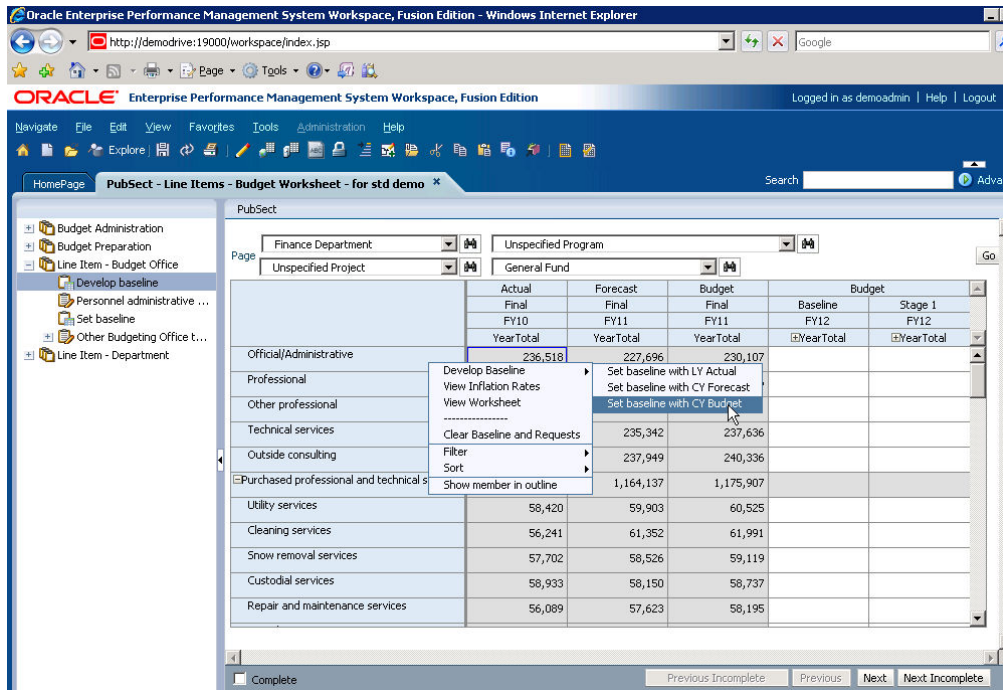 Oracle Enterprise Performance Management System Workspace, Fusion Edition - Windows Internet Explorer
http://demodrive:19000/workspace/index.jsp
Google
Page Tools
ORACLE Enterprise Performance Management System Workspace, Fusion Edition Logged in as demoadmin | Help | Logout
Navigate File Edit View Favorites Tools Administration Help
Explore
HomePage PubSect - Line Items - Budget Worksheet - for std demo × Search Adva
PubSect
Budget Administration
Budget Preparation
Line Item - Budget Office
Develop baseline
Personnel administrative ...
Set baseline
Other Budgeting Office t...
Line Item - Department
Page Finance Department Unspecified Program
Unspecified Project General Fund Go
Actual Forecast Budget Budget
Final Final Final Baseline Stage 1
FY10 FY11 FY11 FY12 FY12
YearTotal YearTotal YearTotal YearTotal YearTotal
Official/Administrative 236,518 227,696 230,107
Professional
Other professional
Technical services 235,342 237,636
Outside consulting 237,949 240,336
Purchased professional and technical s 1,164,137 1,175,907
Utility services 58,420 59,903 60,525
Cleaning services 56,241 61,352 61,991
Snow removal services 57,702 58,526 59,119
Custodial services 58,933 58,150 58,737
Repair and maintenance services 56,089 57,623 58,195
Develop Baseline
View Inflation Rates
View Worksheet
----------------
Clear Baseline and Requests
Filter
Sort
Show member in outline
Set baseline with LY Actual
Set baseline with CY Forecast
Set baseline with CY Budget
Complete Previous Incomplete Previous Next Next Incomplete